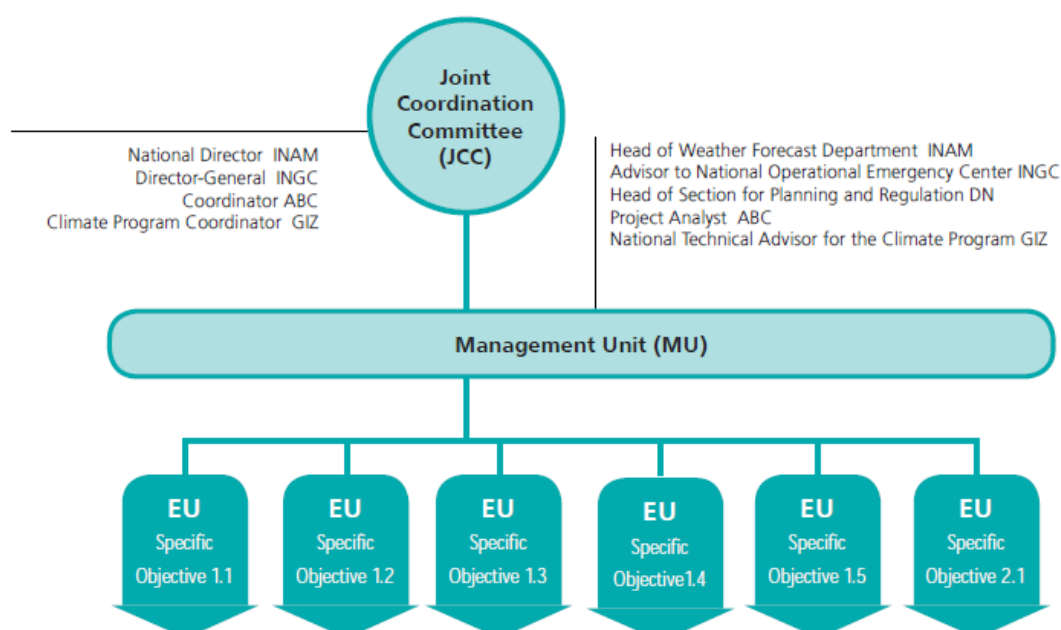 Joint
Coordination
Committee
(JCC)
National Director INAM
Director-General INGC
Coordinator ABC
Climate Program Coordinator GIZ
Head of Weather Forecast Department INAM
Advisor to National Operational Emergency Center INGC
Head of Section for Planning and Regulation DN
Project Analyst ABC
National Technical Advisor for the Climate Program GIZ
Management Unit (MU)
EU
Specific
Objective 1.1
EU
Specific
Objective 1.2
EU
Specific
Objective 1.3
EU
Specific
Objective1.4
EU
Specific
Objective 1.5
EU
Specific
Objective 2.1